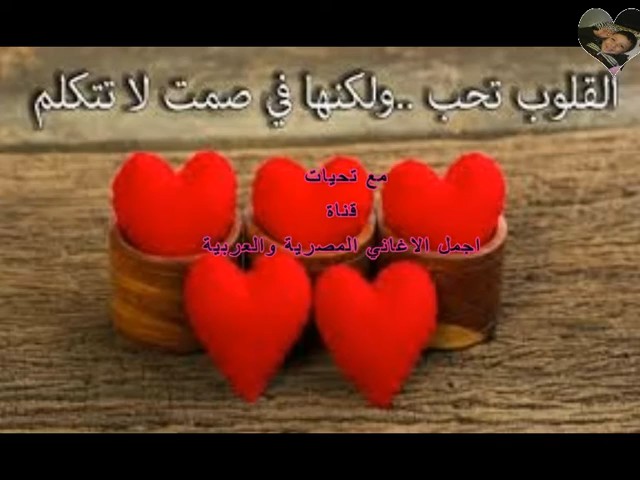 القلوب تحب ..ولكنها في صمت لا تتكلم
مع تحيات
قناة
اجمل الاغاني المصرية والعربية